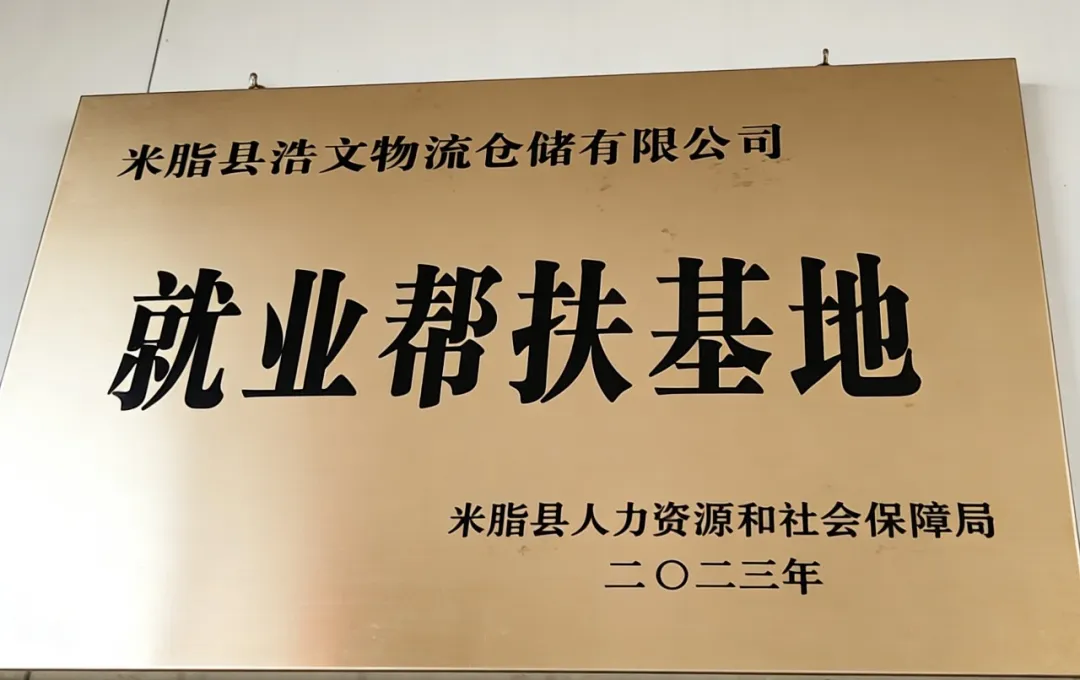 米脂县浩文物流仓储有限公司
就业帮扶基地
米脂县人力资源和社会保障局
二〇二三年